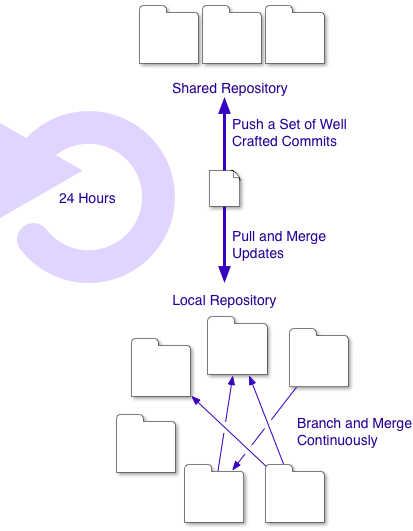 Shared Repository
Push a Set of Well
Crafted Commits
24 Hours
Pull and Merge
Updates
Local Repository
Branch and Merge
Continuously